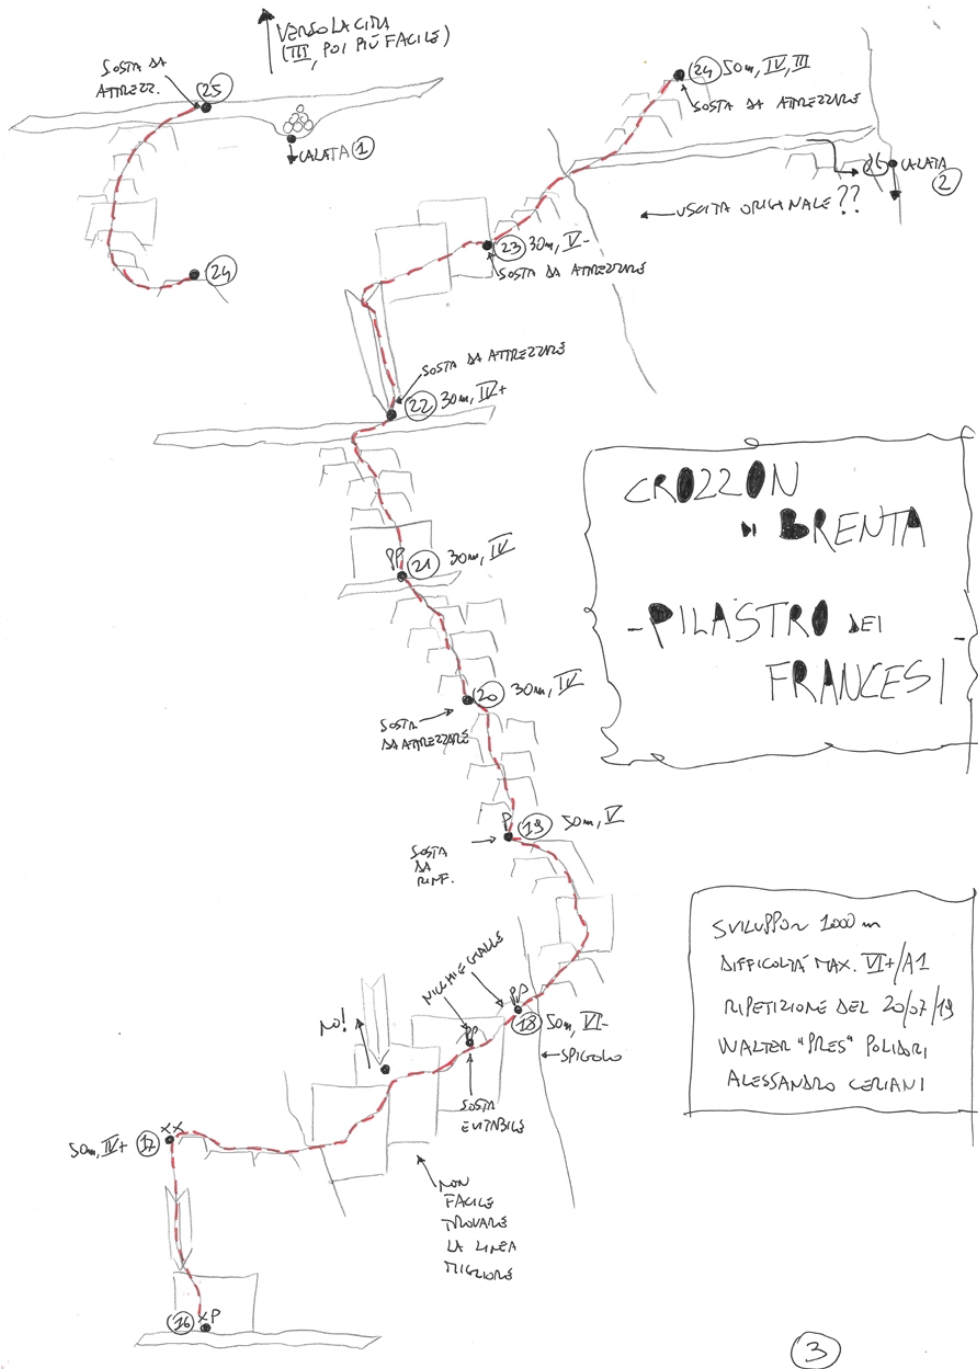 VERSO LA CIMA
(III, POI PIÙ FACILE)
SOSTA DA
ATTREZZ.
25
CALATA 1
24
24 50m, IV, III
SOSTA DA ATTREZZARE
25 CALATA
2
← USCITA ORIGINALE ??
23 30m, V-
SOSTA DA ATTREZZARE
SOSTA DA ATTREZZARE
22 30m, IV+
PP 21 30m, IV
20 30m, IV
SOSTA
DA ATTREZZARE
P 19 50m, V
SOSTA
DA
RINF.
CROZZON
DI BRENTA
- PILASTRO DEI -
FRANCESI
SVILUPPO ~ 1000 m
DIFFICOLTÀ MAX. VI+/A1
RIPETIZIONE DEL 20/07/19
WALTER "PRES" POLIDORI
ALESSANDRO CERIANI
NICCHIE GIALLE
PP
18 50m, VI-
← SPIGOLO
NO!
PP
SOSTA
EVITABILE
XX
50m, IV+ 17
NON
FACILE
TROVARE
LA LINEA
MIGLIORE
16 XP
3